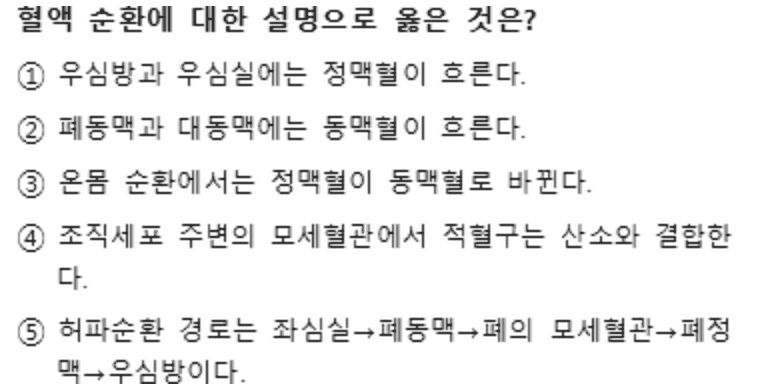 혈액 순환에 대한 설명으로 옳은 것은?
① 우심방과 우심실에는 정맥혈이 흐른다.
② 폐동맥과 대동맥에는 동맥혈이 흐른다.
③ 온몸 순환에서는 정맥혈이 동맥혈로 바뀐다.
④ 조직세포 주변의 모세혈관에서 적혈구는 산소와 결합한
다.
⑤ 허파순환 경로는 좌심실→폐동맥→폐의 모세혈관→폐정
맥→우심방이다.